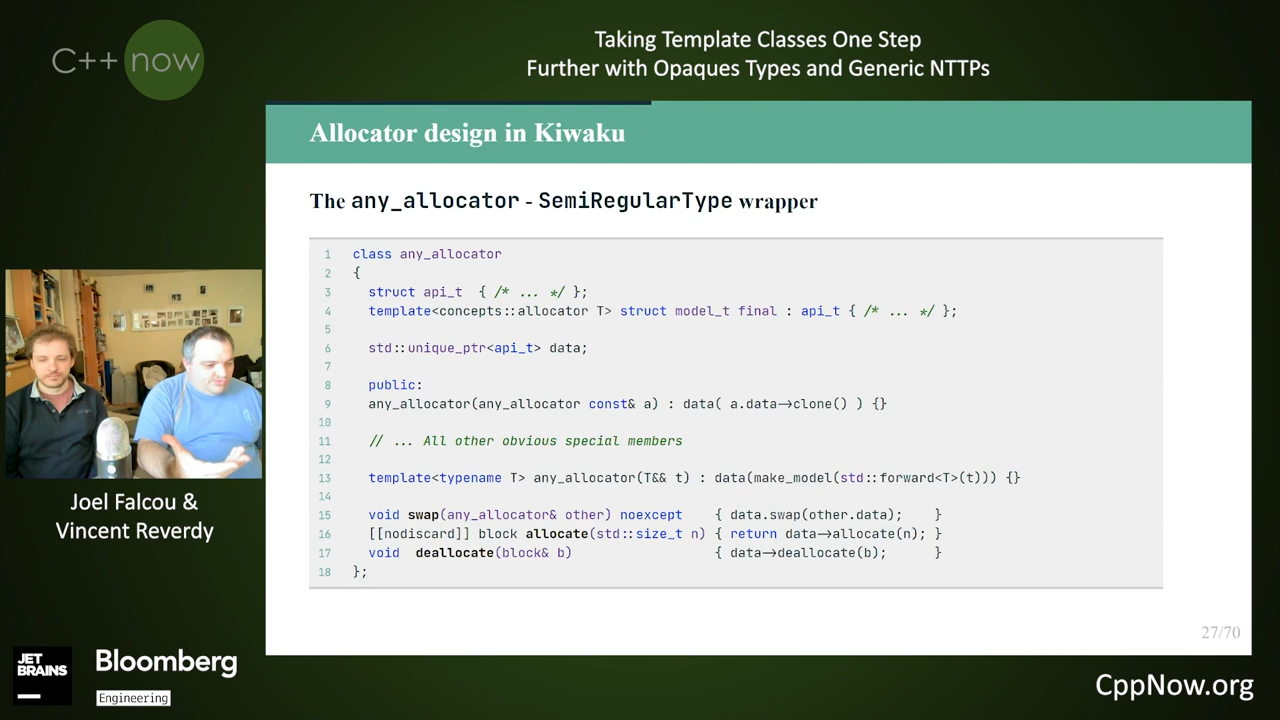 C++ now
Taking Template Classes One Step
Further with Opaques Types and Generic NTTPs
Allocator design in Kiwaku
The any_allocator - SemiRegularType wrapper
1 class any_allocator
2 {
3 struct api_t { /* ... */ };
4 template<concepts::allocator T> struct model_t final : api_t { /* ... */ };
5
6 std::unique_ptr<api_t> data;
7
8 public:
9 any_allocator(any_allocator const& a) : data( a.data->clone() ) {}
10
11 // ... All other obvious special members
12
13 template<typename T> any_allocator(T&& t) : data(make_model(std::forward<T>(t))) {}
14
15 void swap(any_allocator& other) noexcept { data.swap(other.data); }
16 [[nodiscard]] block allocate(std::size_t n) { return data->allocate(n); }
17 void deallocate(block& b) { data->deallocate(b); }
18 };
27/70
Joel Falcou &
Vincent Reverdy
JET
BRAINS
Bloomberg
Engineering
CppNow.org